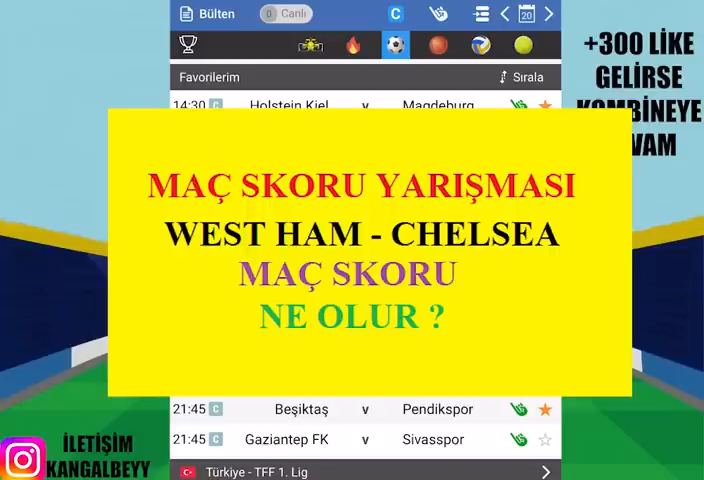 Bülten
0 Canlı
C
20
Favorilerim
Sırala
14:30 C Holstein Kiel v Magdeburg
+300 LİKE
GELİRSE
MAÇ SKORU YARIŞMASI
WEST HAM - CHELSEA
MAÇ SKORU
NE OLUR ?
21:45 C Beşiktaş v Pendikspor
21:45 C Gaziantep FK v Sivasspor
Türkiye - TFF 1. Lig
İLETİŞİM
KANGALBEYY